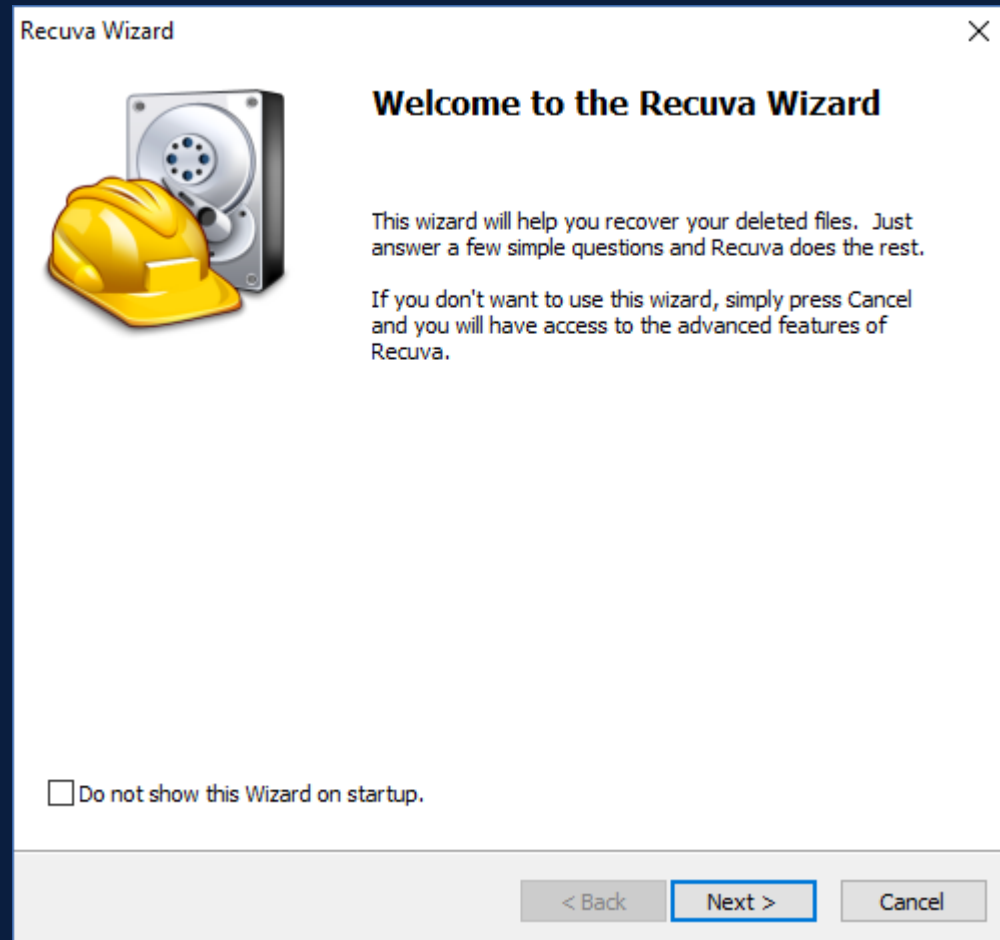 Recuva Wizard
Welcome to the Recuva Wizard
This wizard will help you recover your deleted files.  Just
answer a few simple questions and Recuva does the rest.
If you don't want to use this wizard, simply press Cancel
and you will have access to the advanced features of
Recuva.
Do not show this Wizard on startup.
< Back
Next >
Cancel